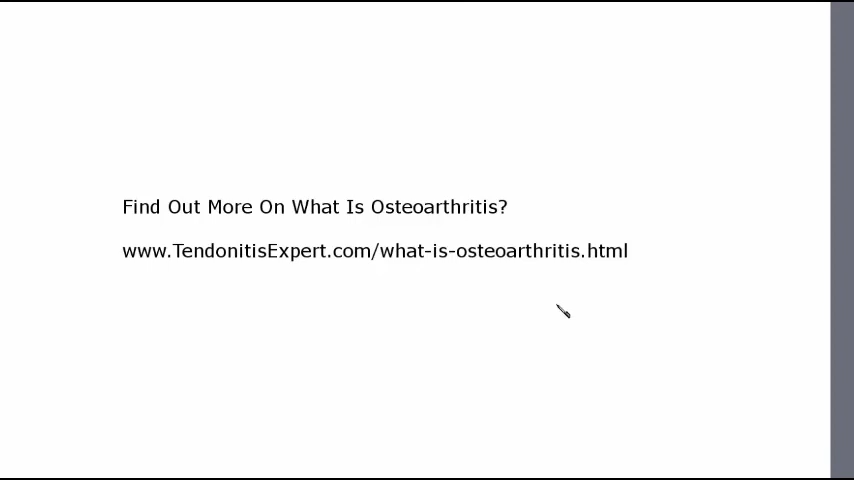 Find Out More On What Is Osteoarthritis?
www.TendonitisExpert.com/what-is-osteoarthritis.html